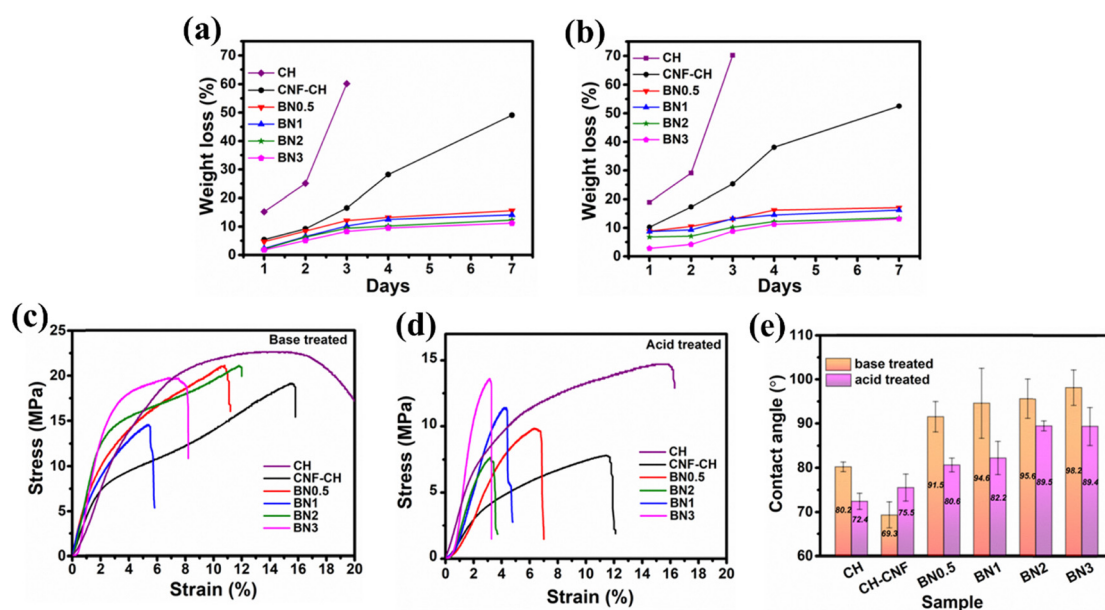 (a)
Weight loss (%)
70
60
50
40
30
20
10
0
CH
CNF-CH
BN0.5
BN1
BN2
BN3
1 2 3 4 5 6 7
Days
(b)
Weight loss (%)
70
60
50
40
30
20
10
0
CH
CNF-CH
BN0.5
BN1
BN2
BN3
1 2 3 4 5 6 7
Days
(c)
Stress (MPa)
25
20
15
10
5
0
Base treated
CH
CNF-CH
BN0.5
BN1
BN2
BN3
0 2 4 6 8 10 12 14 16 18 20
Strain (%)
(d)
Stress (MPa)
15
10
5
0
Acid treated
CH
CNF-CH
BN0.5
BN2
BN1
BN3
0 2 4 6 8 10 12 14 16 18 20
Strain (%)
(e)
Contact angle (°)
110
100
90
80
70
60
base treated
acid treated
80.2 72.4 69.3 75.5 91.5 80.6 94.6 82.2 95.6 89.5 98.2 89.4
CH CH-CNF BN0.5 BN1 BN2 BN3
Sample